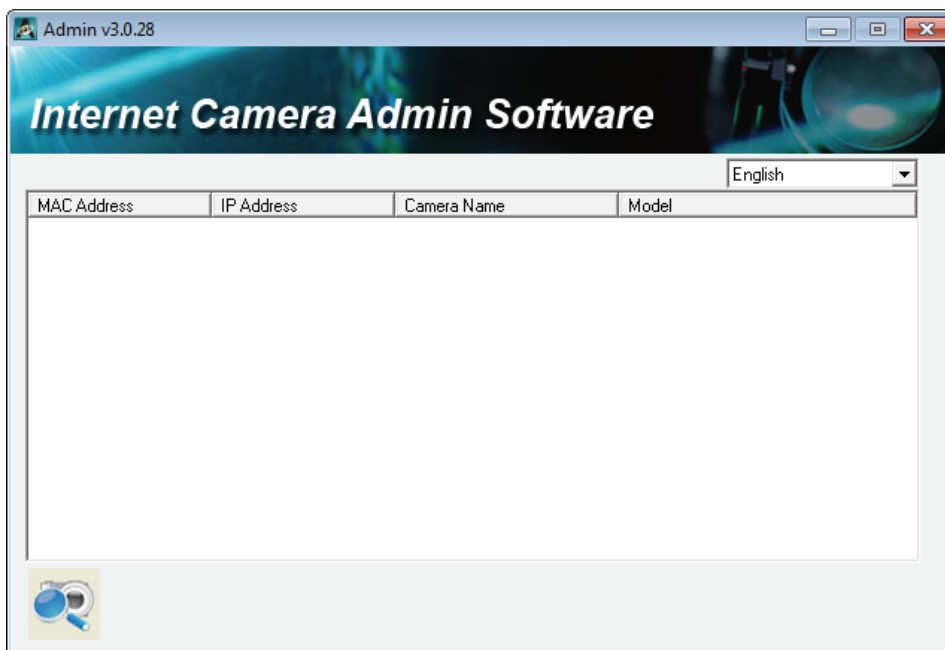 Admin v3.0.28
Internet Camera Admin Software
English
MAC Address IP Address Camera Name Model